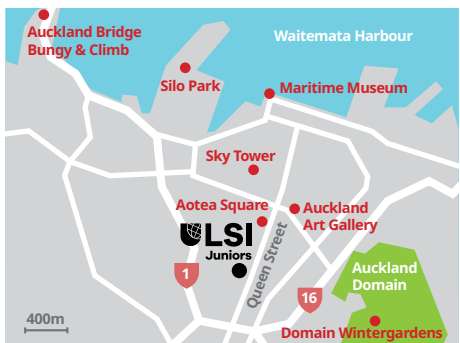 Auckland Bridge
Bungy & Climb
Waitemata Harbour
Silo Park
Maritime Museum
Sky Tower
Aotea Square
Auckland
Art Gallery
LSI
Juniors
Queen Street
Auckland
Domain
1
16
400m
Domain Wintergardens